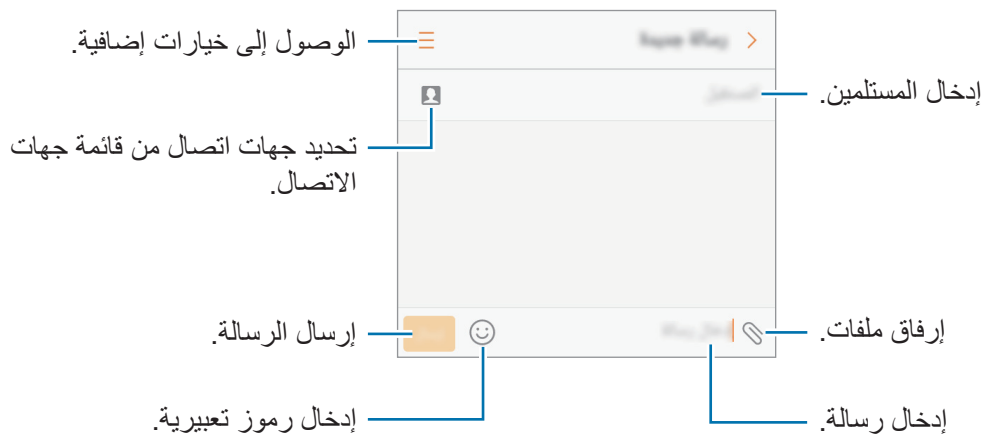 الوصول إلى خيارات إضافية.
إدخال المستلمين.
تحديد جهات اتصال من قائمة جهات
الاتصال.
إرسال الرسالة.
إرفاق ملفات.
إدخال رموز تعبيرية.
إدخال رسالة.